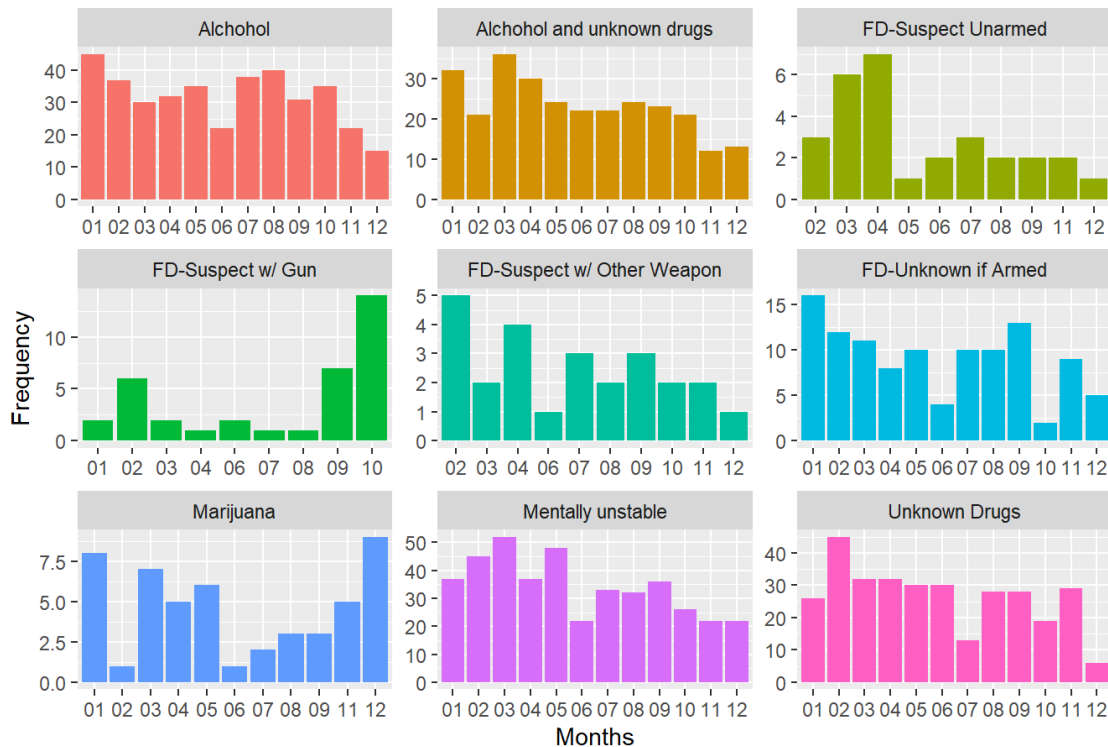 Alchohol
Alchohol and unknown drugs
FD-Suspect Unarmed
40
30
20
10
0
01 02 03 04 05 06 07 08 09 10 11 12
30
20
10
0
01 02 03 04 05 06 07 08 09 10 11 12
6
4
2
0
02 03 04 05 06 07 08 09 10 11 12
FD-Suspect w/ Gun
FD-Suspect w/ Other Weapon
FD-Unknown if Armed
Frequency
10
5
0
01 02 03 04 06 07 08 09 10
5
4
3
2
1
0
02 03 04 06 07 08 09 10 11 12
15
10
5
0
01 02 03 04 05 06 07 08 09 10 11 12
Marijuana
Mentally unstable
Unknown Drugs
7.5
5.0
2.5
0.0
01 02 03 04 05 06 07 08 09 11 12
50
40
30
20
10
0
01 02 03 04 05 06 07 08 09 10 11 12
40
30
20
10
0
01 02 03 04 05 06 07 08 09 10 11 12
Months